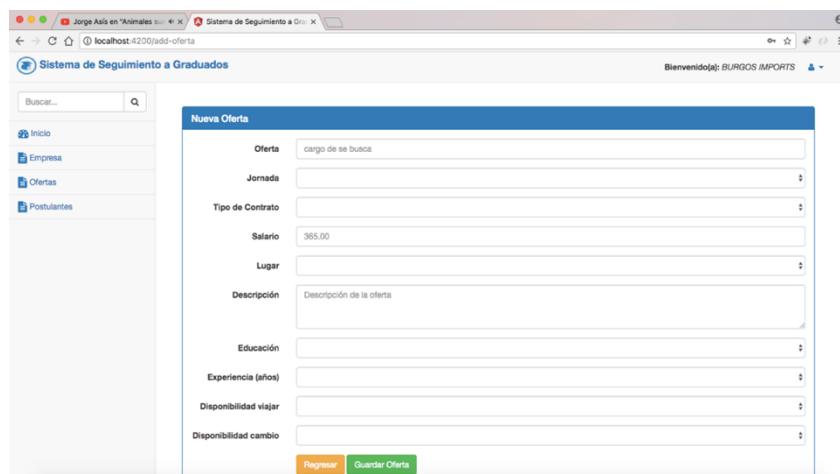 Jorge Asís en "Animales su
Sistema de Seguimiento a Gra
localhost:4200/add-oferta
Sistema de Seguimiento a Graduados
Bienvenido(a): BURGOS IMPORTS
Buscar...
Inicio
Empresa
Ofertas
Postulantes
Nueva Oferta
Oferta cargo de se busca
Jornada
Tipo de Contrato
Salario 365.00
Lugar
Descripción Descripción de la oferta
Educación
Experiencia (años)
Disponibilidad viajar
Disponibilidad cambio
Regresar Guardar Oferta